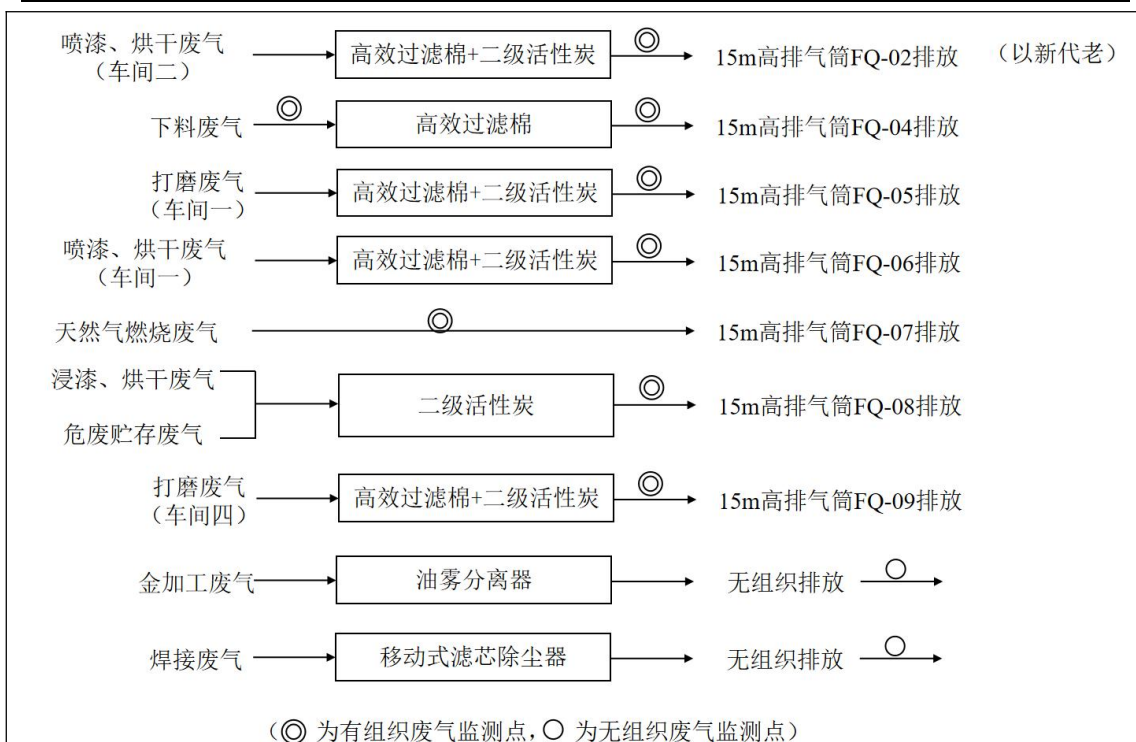 喷漆、烘干废气
（车间二）
高效过滤棉+二级活性炭
15m高排气筒FQ-02排放
（以新代老）
下料废气
高效过滤棉
15m高排气筒FQ-04排放
打磨废气
（车间一）
高效过滤棉+二级活性炭
15m高排气筒FQ-05排放
喷漆、烘干废气
（车间一）
高效过滤棉+二级活性炭
15m高排气筒FQ-06排放
天然气燃烧废气
15m高排气筒FQ-07排放
浸漆、烘干废气
危废贮存废气
二级活性炭
15m高排气筒FQ-08排放
打磨废气
（车间四）
高效过滤棉+二级活性炭
15m高排气筒FQ-09排放
金加工废气
油雾分离器
无组织排放
焊接废气
移动式滤芯除尘器
无组织排放
（◎ 为有组织废气监测点，○ 为无组织废气监测点）